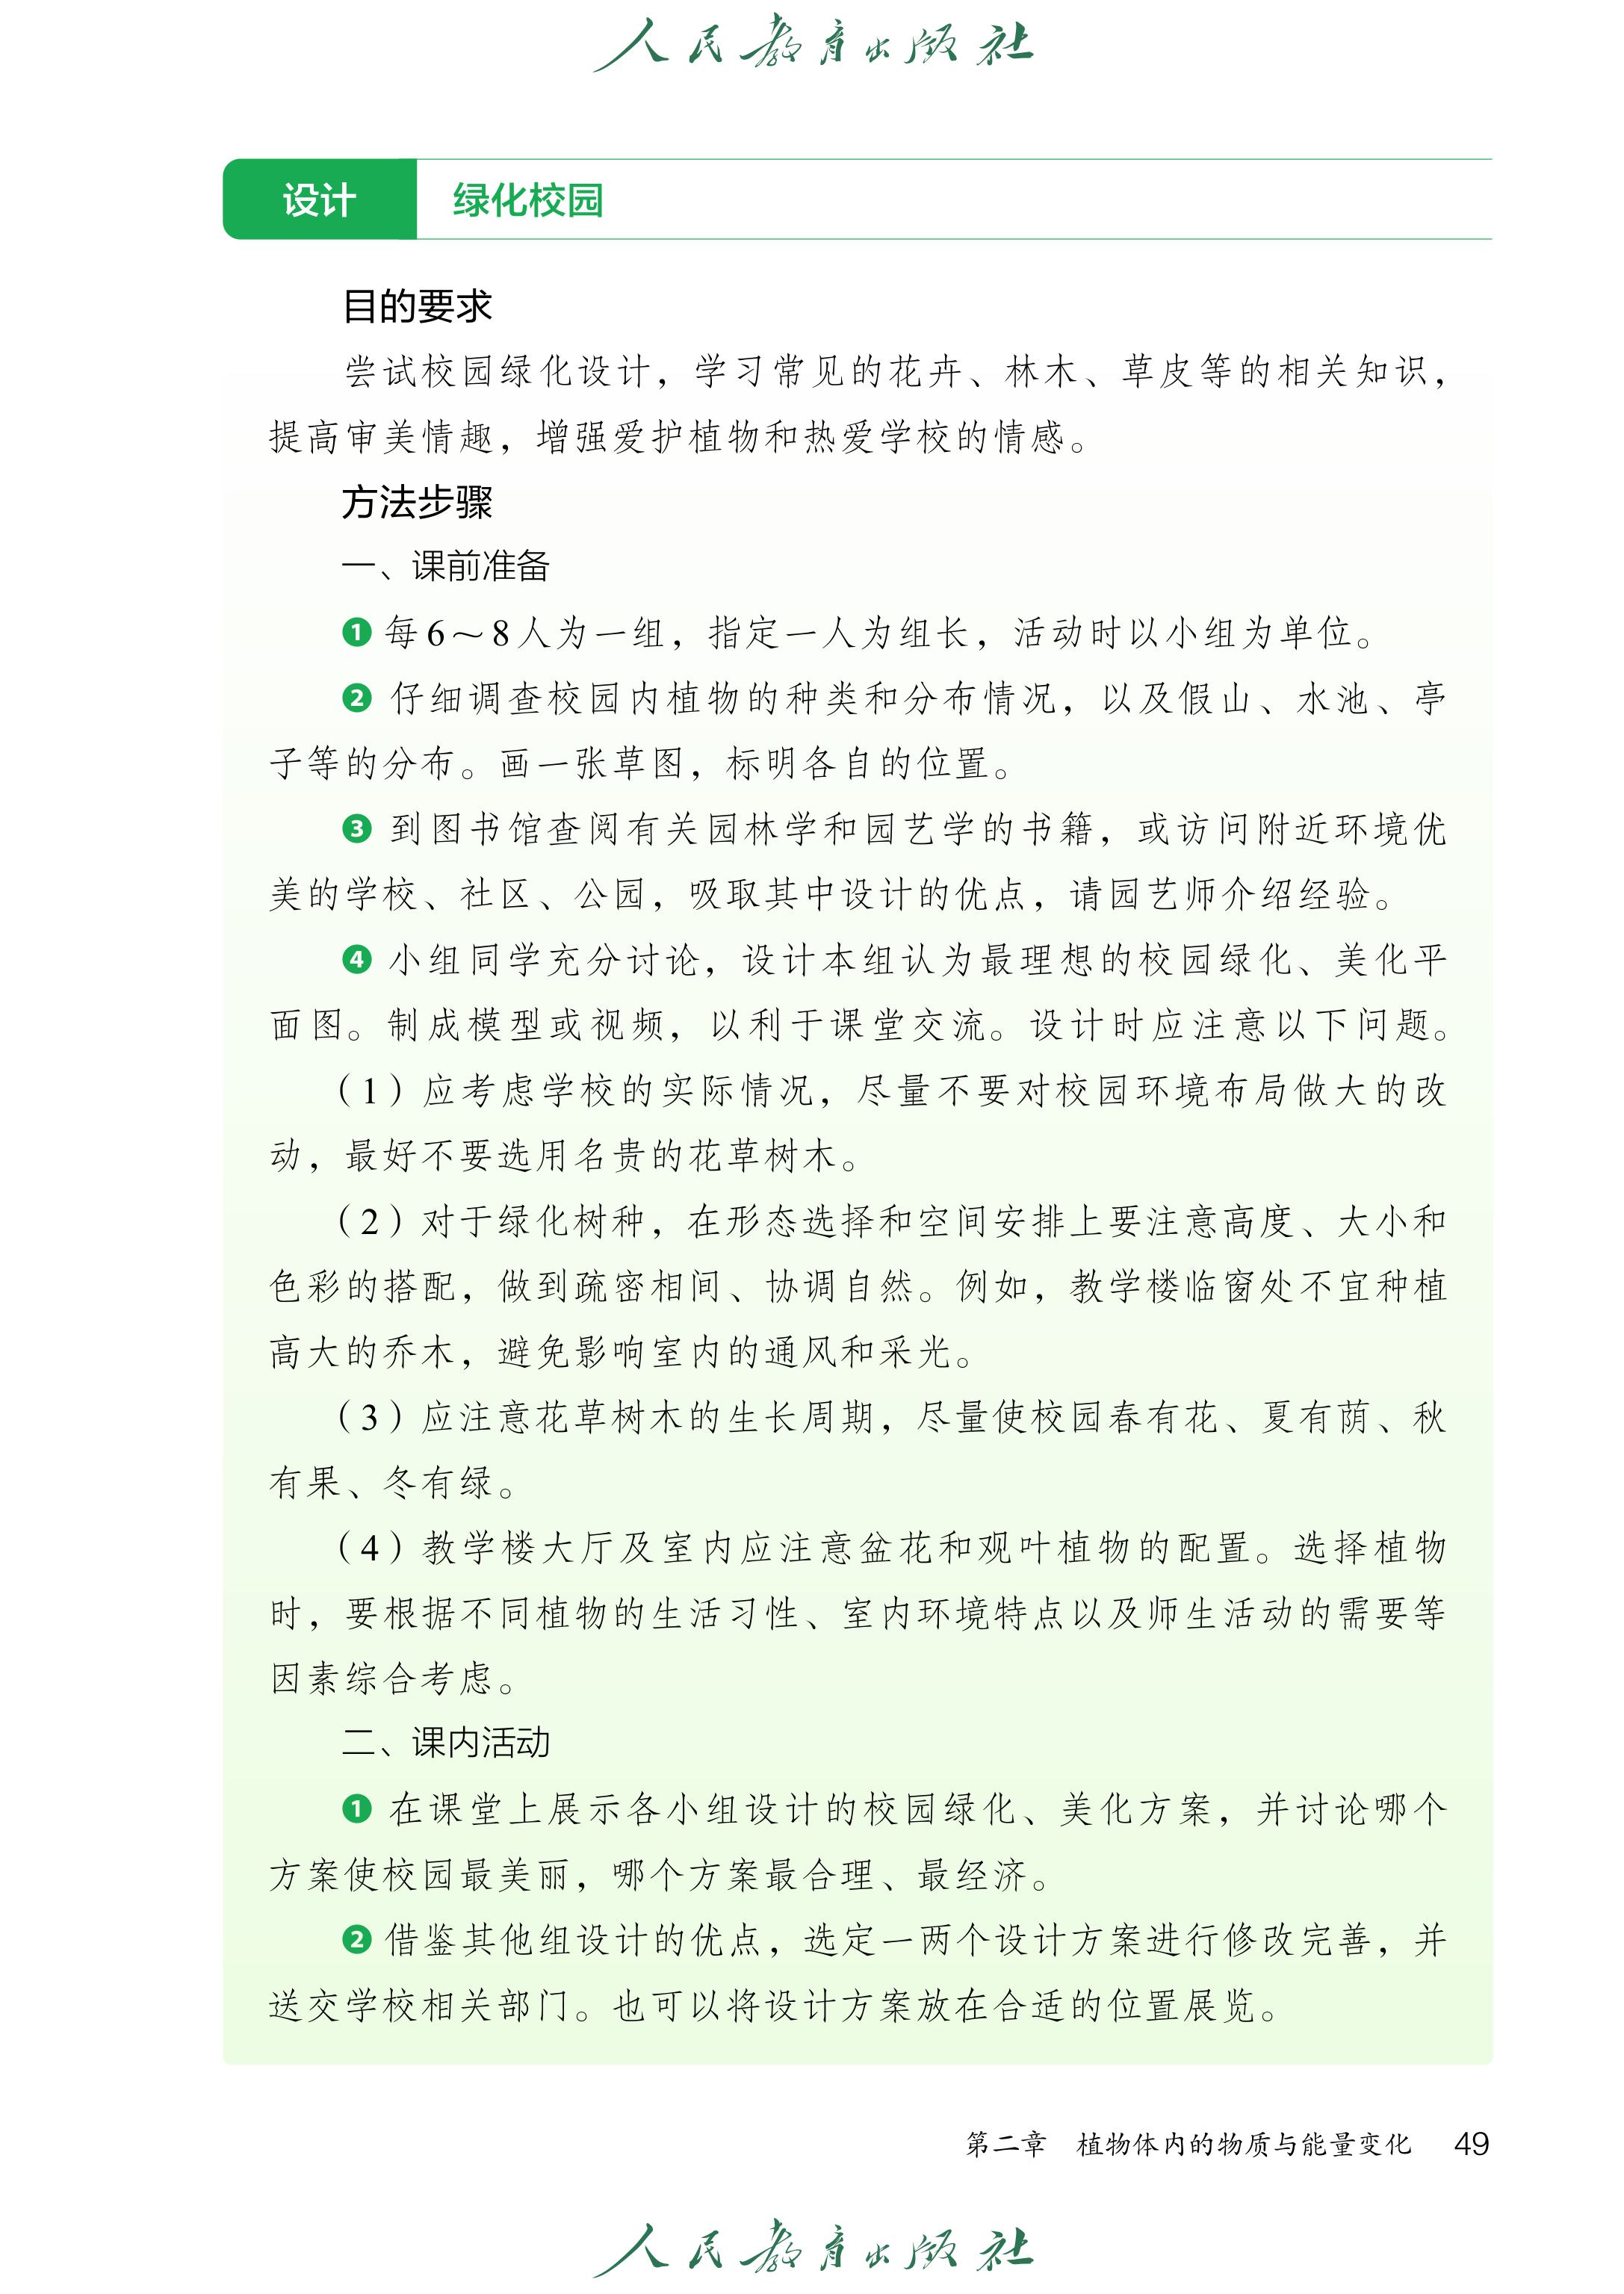 人民教育出版社
设计 绿化校园
目的要求
尝试校园绿化设计，学习常见的花卉、林木、草皮等的相关知识，
提高审美情趣，增强爱护植物和热爱学校的情感。
方法步骤
一、课前准备
❶ 每6～8人为一组，指定一人为组长，活动时以小组为单位。
❷ 仔细调查校园内植物的种类和分布情况，以及假山、水池、亭
子等的分布。画一张草图，标明各自的位置。
❸ 到图书馆查阅有关园林学和园艺学的书籍，或访问附近环境优
美的学校、社区、公园，吸取其中设计的优点，请园艺师介绍经验。
❹ 小组同学充分讨论，设计本组认为最理想的校园绿化、美化平
面图。制成模型或视频，以利于课堂交流。设计时应注意以下问题。
（1）应考虑学校的实际情况，尽量不要对校园环境布局做大的改
动，最好不要选用名贵的花草树木。
（2）对于绿化树种，在形态选择和空间安排上要注意高度、大小和
色彩的搭配，做到疏密相间、协调自然。例如，教学楼临窗处不宜种植
高大的乔木，避免影响室内的通风和采光。
（3）应注意花草树木的生长周期，尽量使校园春有花、夏有荫、秋
有果、冬有绿。
（4）教学楼大厅及室内应注意盆花和观叶植物的配置。选择植物
时，要根据不同植物的生活习性、室内环境特点以及师生活动的需要等
因素综合考虑。
二、课内活动
❶ 在课堂上展示各小组设计的校园绿化、美化方案，并讨论哪个
方案使校园最美丽，哪个方案最合理、最经济。
❷ 借鉴其他组设计的优点，选定一两个设计方案进行修改完善，并
送交学校相关部门。也可以将设计方案放在合适的位置展览。
第二章 植物体内的物质与能量变化 49
人民教育出版社